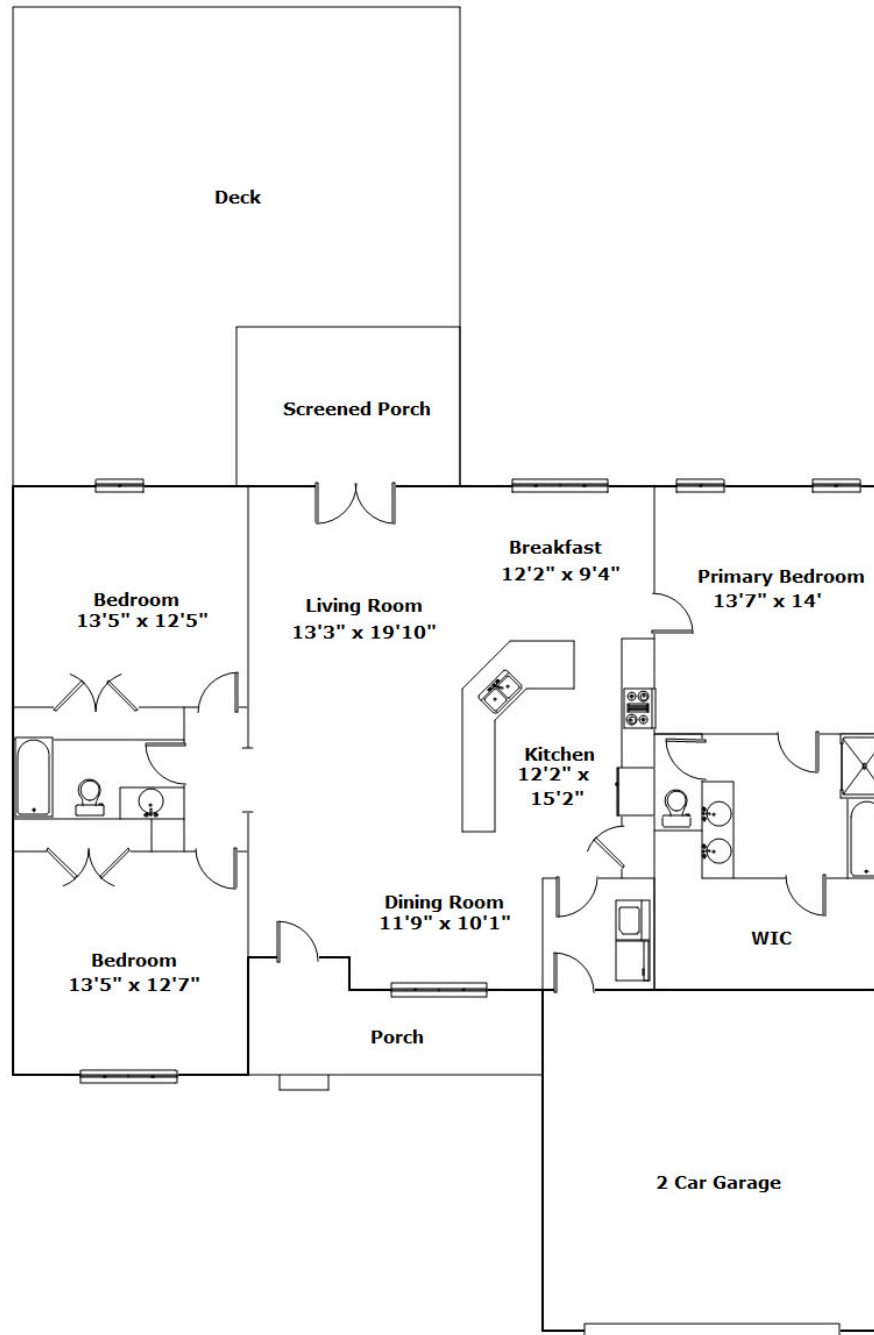 Deck
Screened Porch
Breakfast
12'2" x 9'4"
Primary Bedroom
13'7" x 14'
Bedroom
13'5" x 12'5"
Living Room
13'3" x 19'10"
Kitchen
12'2" x
15'2"
Dining Room
11'9" x 10'1"
WIC
Bedroom
13'5" x 12'7"
Porch
2 Car Garage